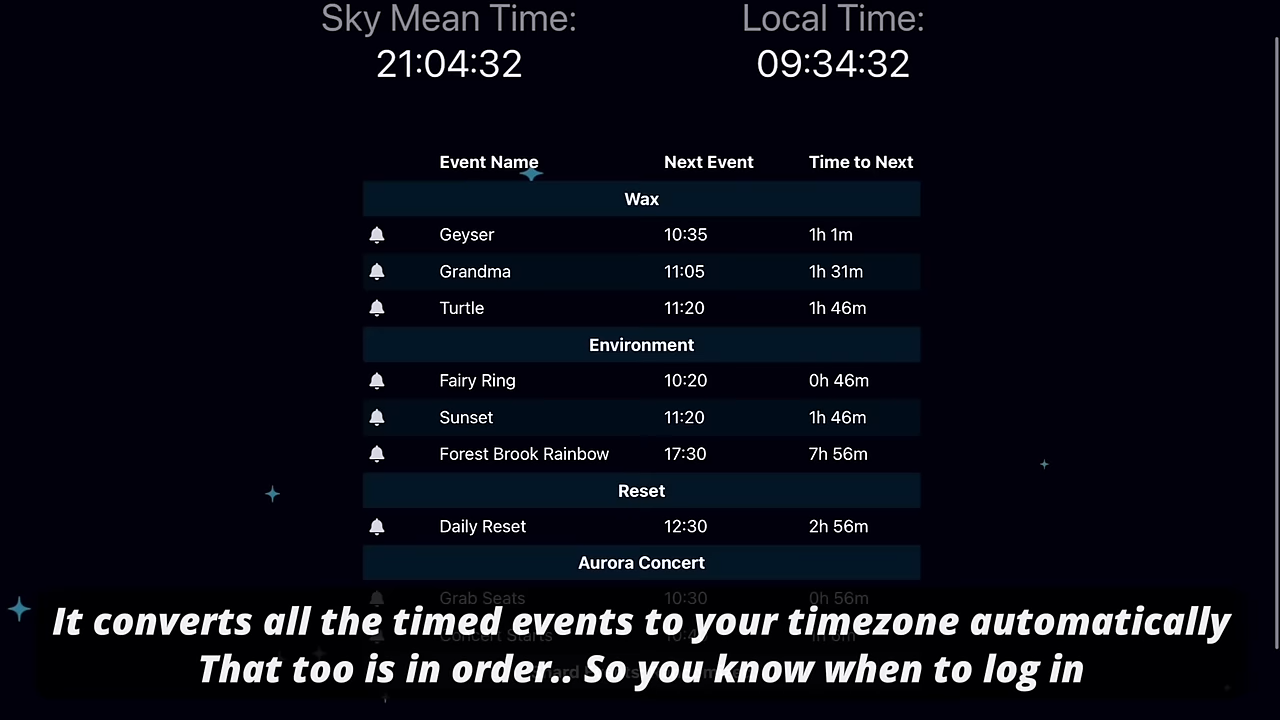 Sky Mean Time: Local Time:
21:04:32 09:34:32
Event Name Next Event Time to Next
Wax
Geyser 10:35 1h 1m
Grandma 11:05 1h 31m
Turtle 11:20 1h 46m
Environment
Fairy Ring 10:20 0h 46m
Sunset 11:20 1h 46m
Forest Brook Rainbow 17:30 7h 56m
Reset
Daily Reset 12:30 2h 56m
Aurora Concert
Grab Seats 10:30 0h 56m
It converts all the timed events to your timezone automatically
That too is in order.. So you know when to log in